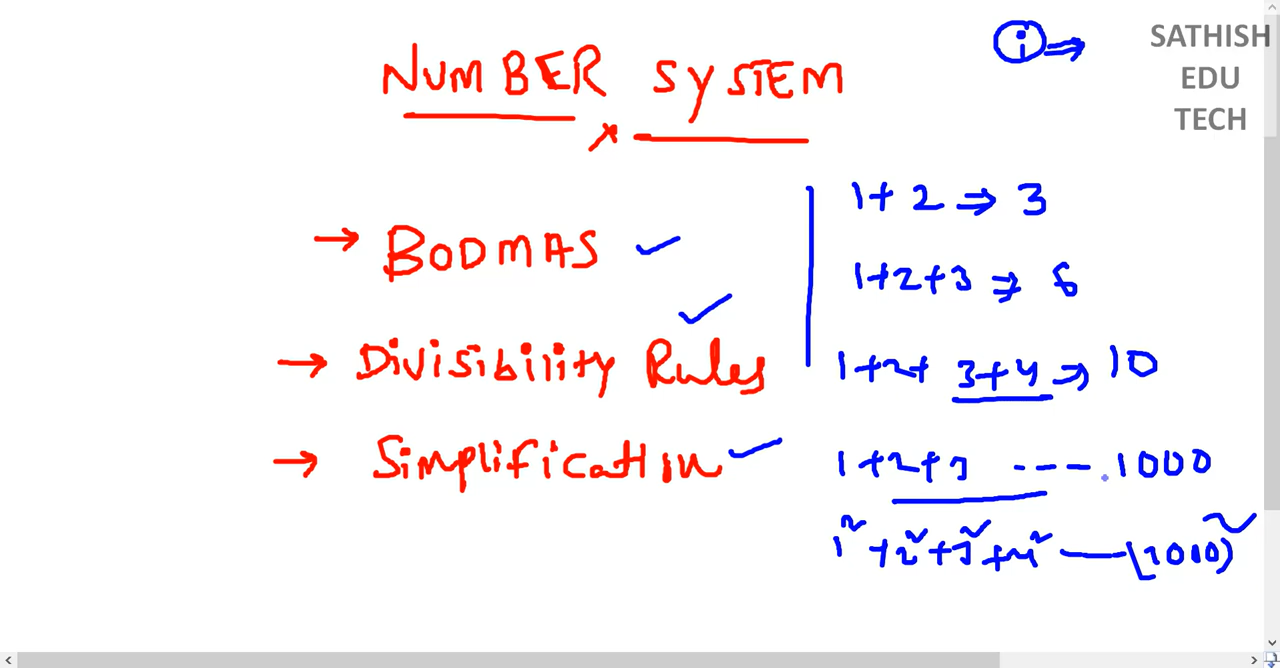 NUMBER SYSTEM
i ⇒
SATHISH
EDU
TECH
1+2 ⇒ 3
→ BODMAS ✓
1+2+3 ⇒ 6
→ Divisibility Rules ✓
1+2+3+4 ⇒ 10
→ Simplification ✓
1+2+3 ---- 1000
1²+2²+3²+4² — (1000)²